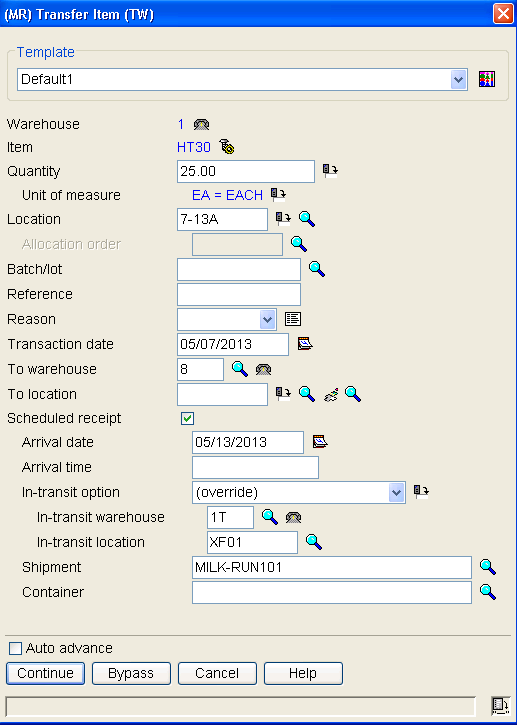 (MR) Transfer Item (TW)
Template
Default1
Warehouse 1
Item HT30
Quantity 25.00
Unit of measure EA = EACH
Location 7-13A
Allocation order
Batch/lot
Reference
Reason
Transaction date 05/07/2013
To warehouse 8
To location
Scheduled receipt
Arrival date 05/13/2013
Arrival time
In-transit option (override)
In-transit warehouse 1T
In-transit location XF01
Shipment MILK-RUN101
Container
Auto advance
Continue Bypass Cancel Help